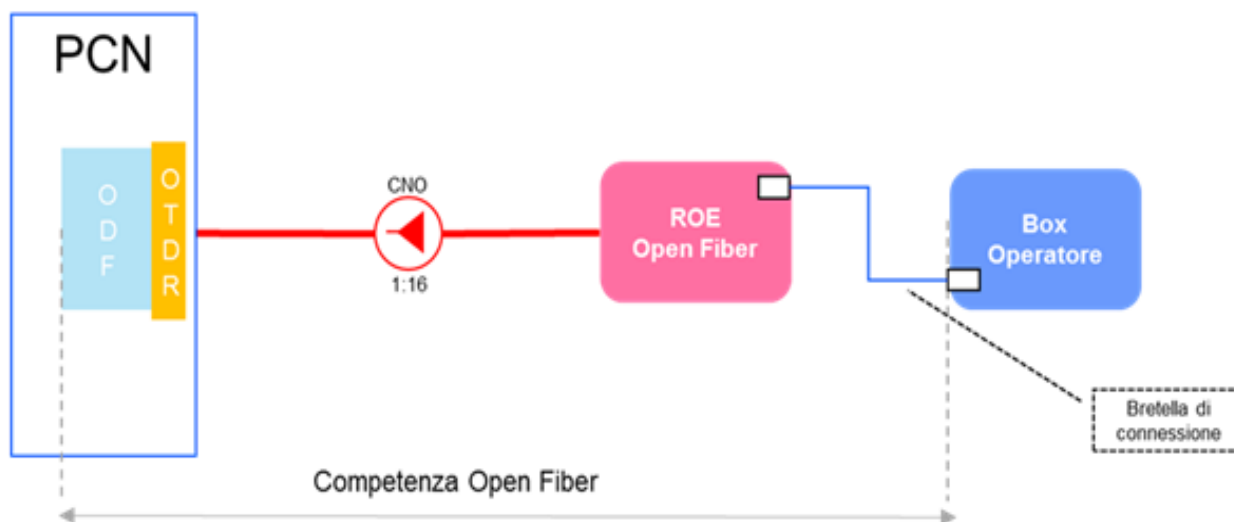 PCN
ODF
OTDR
CNO
1:16
ROE
Open Fiber
Box
Operatore
Bretella di
connessione
Competenza Open Fiber